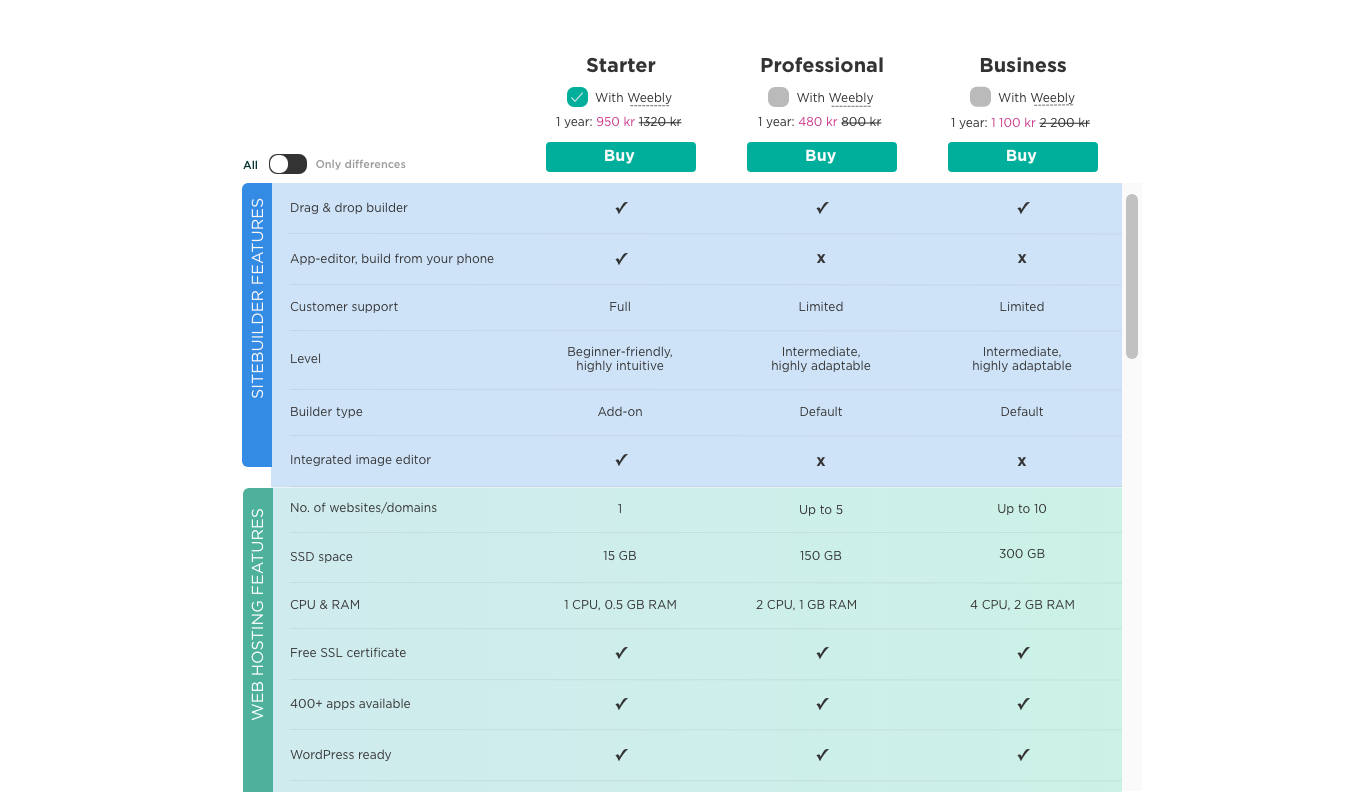 Starter Professional Business
With Weebly With Weebly With Weebly
1 year: 950 kr 1320 kr 1 year: 480 kr 800 kr 1 year: 1 100 kr 2 200 kr
Buy Buy Buy
All Only differences
SITEBUILDER FEATURES
Drag & drop builder ✓ ✓ ✓
App-editor, build from your phone ✓ x x
Customer support Full Limited Limited
Level Beginner-friendly, Intermediate, Intermediate,
highly intuitive highly adaptable highly adaptable
Builder type Add-on Default Default
Integrated image editor ✓ x x
WEB HOSTING FEATURES
No. of websites/domains 1 Up to 5 Up to 10
SSD space 15 GB 150 GB 300 GB
CPU & RAM 1 CPU, 0.5 GB RAM 2 CPU, 1 GB RAM 4 CPU, 2 GB RAM
Free SSL certificate ✓ ✓ ✓
400+ apps available ✓ ✓ ✓
WordPress ready ✓ ✓ ✓